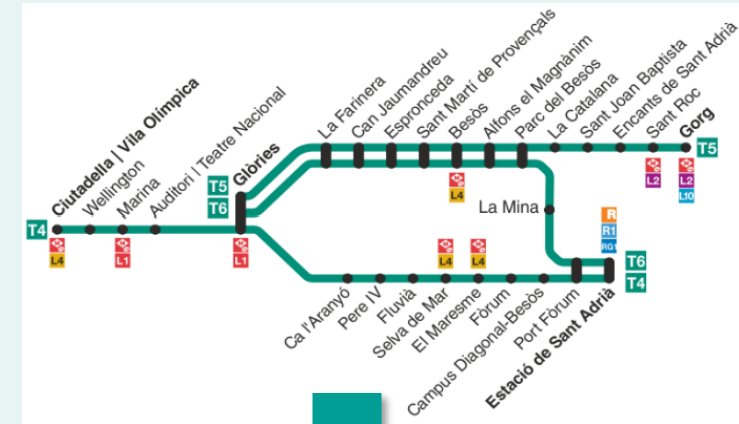 T4
Ciutadella | Vila Olímpica
Wellington
Marina
Auditori | Teatre Nacional
Glòries
T5
T6
La Farinera
Can Jaumandreu
Espronceda
Sant Martí de Provençals
Besòs
Alfons el Magnànim
Parc del Besòs
La Catalana
Sant Joan Baptista
Encants de Sant Adrià
Sant Roc
Gorg
T5
L4
L1
L1
L4
L2
L2
L10
La Mina
R
R1
RG1
L4
L4
T6
T4
Ca l'Aranyó
Pere IV
Fluvià
Selva de Mar
El Maresme
Fòrum
Campus Diagonal-Besòs
Port Fòrum
Estació de Sant Adrià